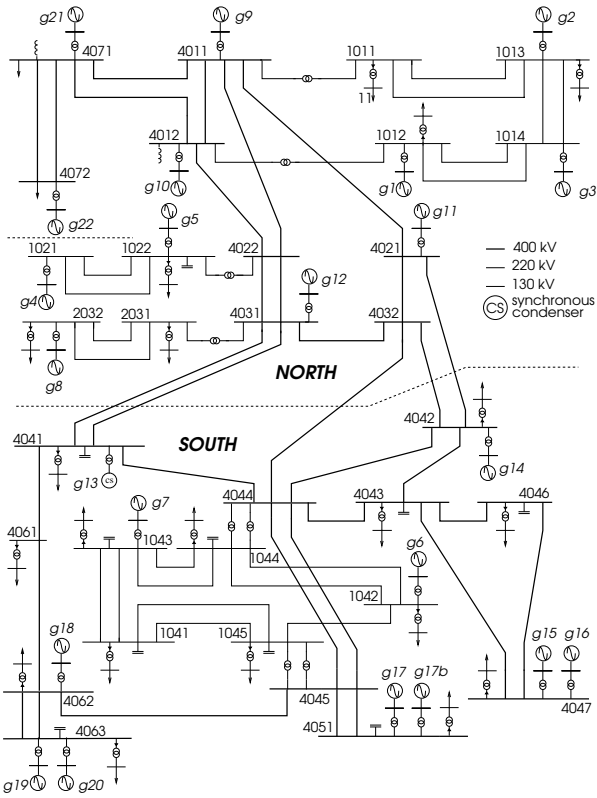 g21 g9 g2
4071 4011 1011 1013
11
4012 1012 1014
4072
g10 g1 g3
g22 g5 g11
1021 1022 4022 4021
g12
400 kV
220 kV
130 kV
CS synchronous
condenser
g4
2032 2031 4031 4032
g8
NORTH
SOUTH
4042
4041
g13 cs g14
4044 4043 4046
g7
4061 1043 1044
g6
1042
1041 1045
g18 g15 g16
g17 g17b
4062 4045 4047
4063 4051
g19 g20